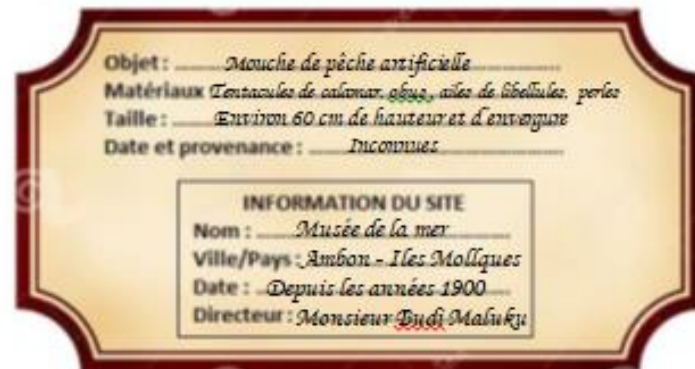 Objet : ......... Mouche de pêche artificielle .........
Matériaux Tentacules de calamar, obus, ailes de libellules, perles
Taille : ......... Environ 60 cm de hauteur et d'envergure
Date et provenance : ......... Inconnues .........
INFORMATION DU SITE
Nom : ......... Musée de la mer .........
Ville/Pays : Ambon - Iles Mollques
Date : ... Depuis les années 1900 .........
Directeur : Monsieur Budi Maluku